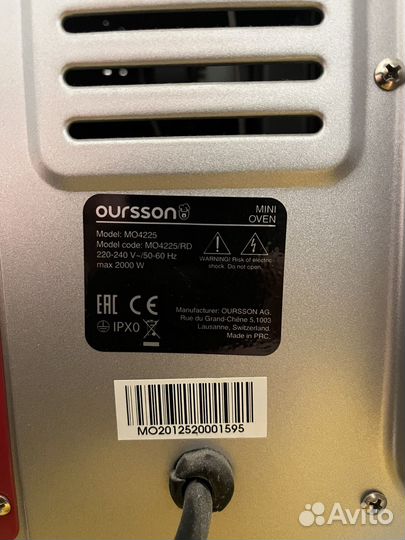 oursson
MINI
OVEN
Model: MO4225
Model code: MO4225/RD
220-240 V~/50-60 Hz
max 2000 W
WARNING! Risk of electric
shock. Do not open.
EAC CE
IPX0
Manufacturer: OURSSON AG,
Rue du Grand-Chêne 5,1003
Lausanne, Switzerland.
Made in PRC.
MO2012520001595
Avito